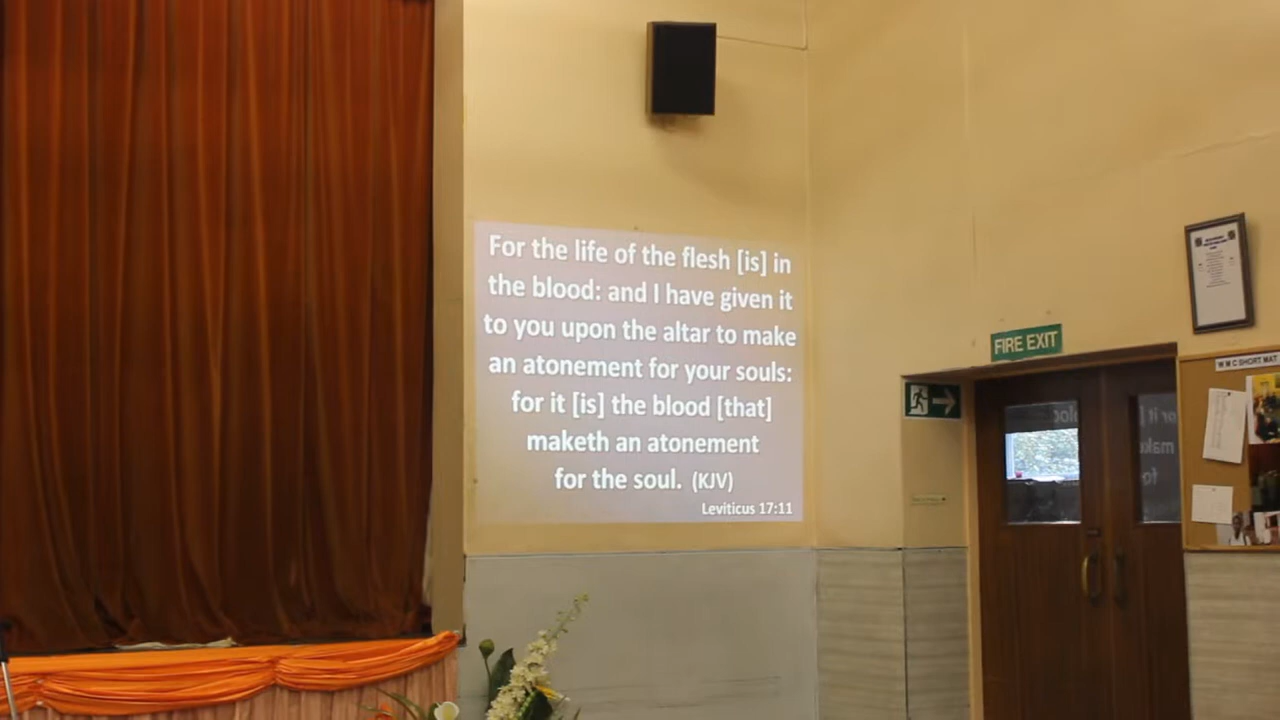 For the life of the flesh [is] in
the blood: and I have given it
to you upon the altar to make
an atonement for your souls:
for it [is] the blood [that]
maketh an atonement
for the soul. (KJV)
Leviticus 17:11
FIRE EXIT
W M C SHORT MAT